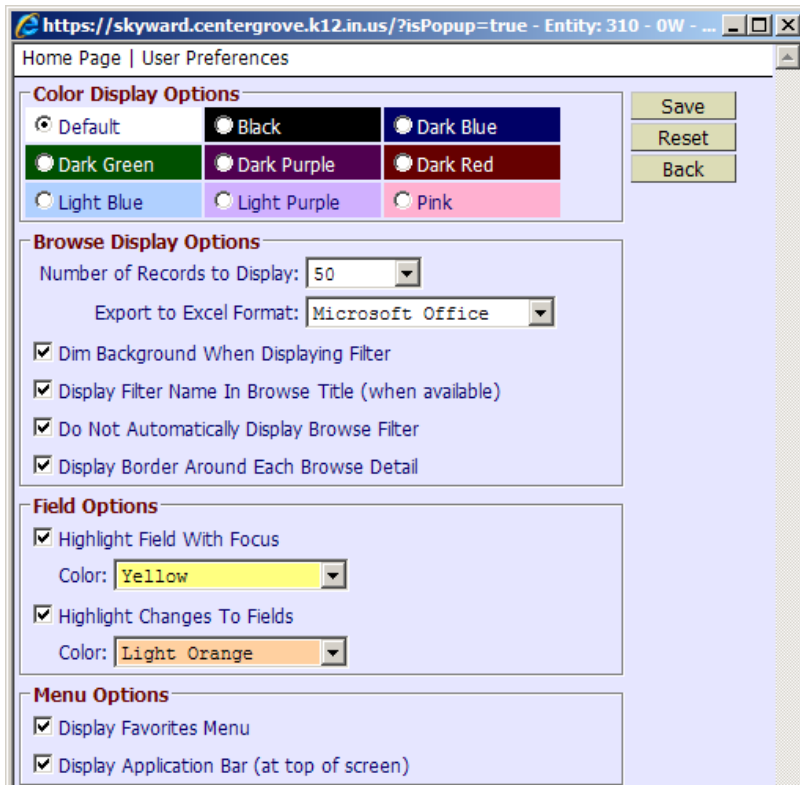 https://skyward.centergrove.k12.in.us/?isPopup=true - Entity: 310 - 0W - ...
Home Page | User Preferences
Color Display Options
Default Black Dark Blue
Dark Green Dark Purple Dark Red
Light Blue Light Purple Pink
Save
Reset
Back
Browse Display Options
Number of Records to Display: 50
Export to Excel Format: Microsoft Office
Dim Background When Displaying Filter
Display Filter Name In Browse Title (when available)
Do Not Automatically Display Browse Filter
Display Border Around Each Browse Detail
Field Options
Highlight Field With Focus
Color: Yellow
Highlight Changes To Fields
Color: Light Orange
Menu Options
Display Favorites Menu
Display Application Bar (at top of screen)